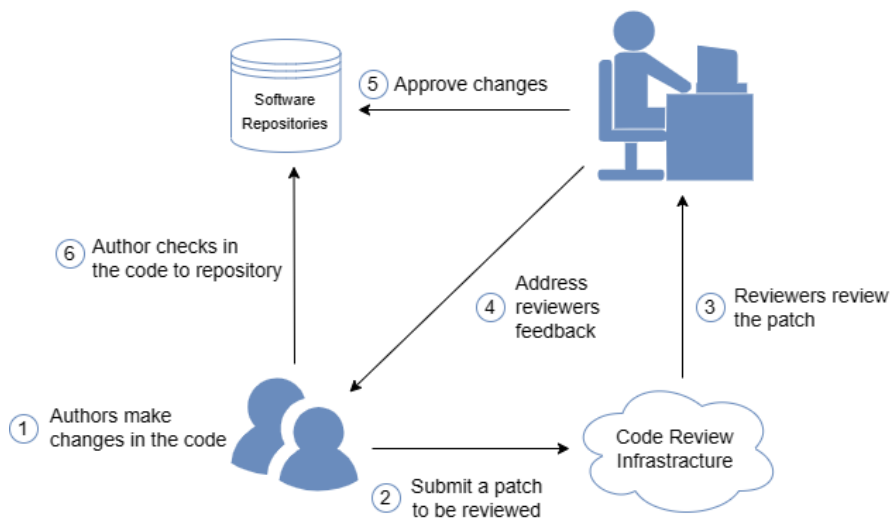 Software
Repositories
5 Approve changes
6 Author checks in
the code to repository
4 Address
reviewers
feedback
3 Reviewers review
the patch
1 Authors make
changes in the code
Code Review
Infrastracture
2 Submit a patch
to be reviewed